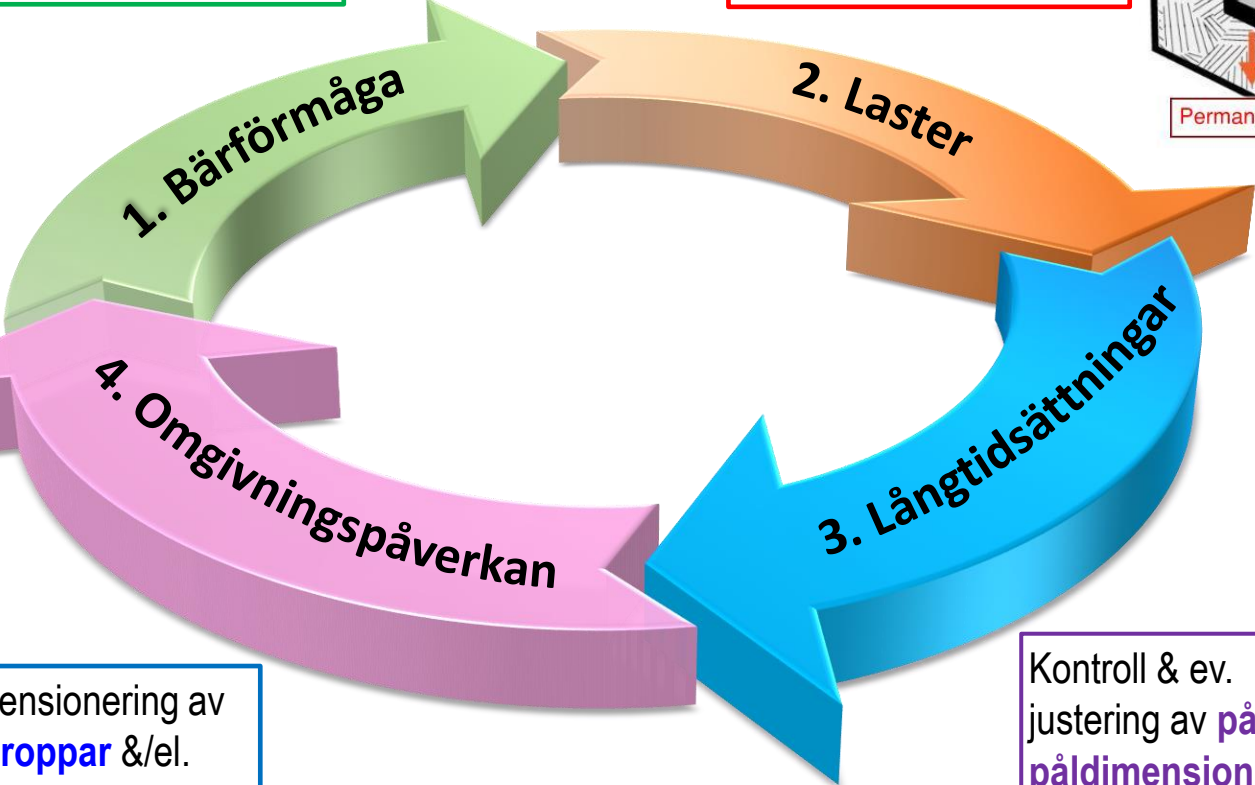 1. Bärförmåga
2. Laster
Perman
3. Långtidsättningar
4. Omgivningspåverkan
ensionering av
roppar &/el.
Kontroll & ev.
justering av på
påldimension